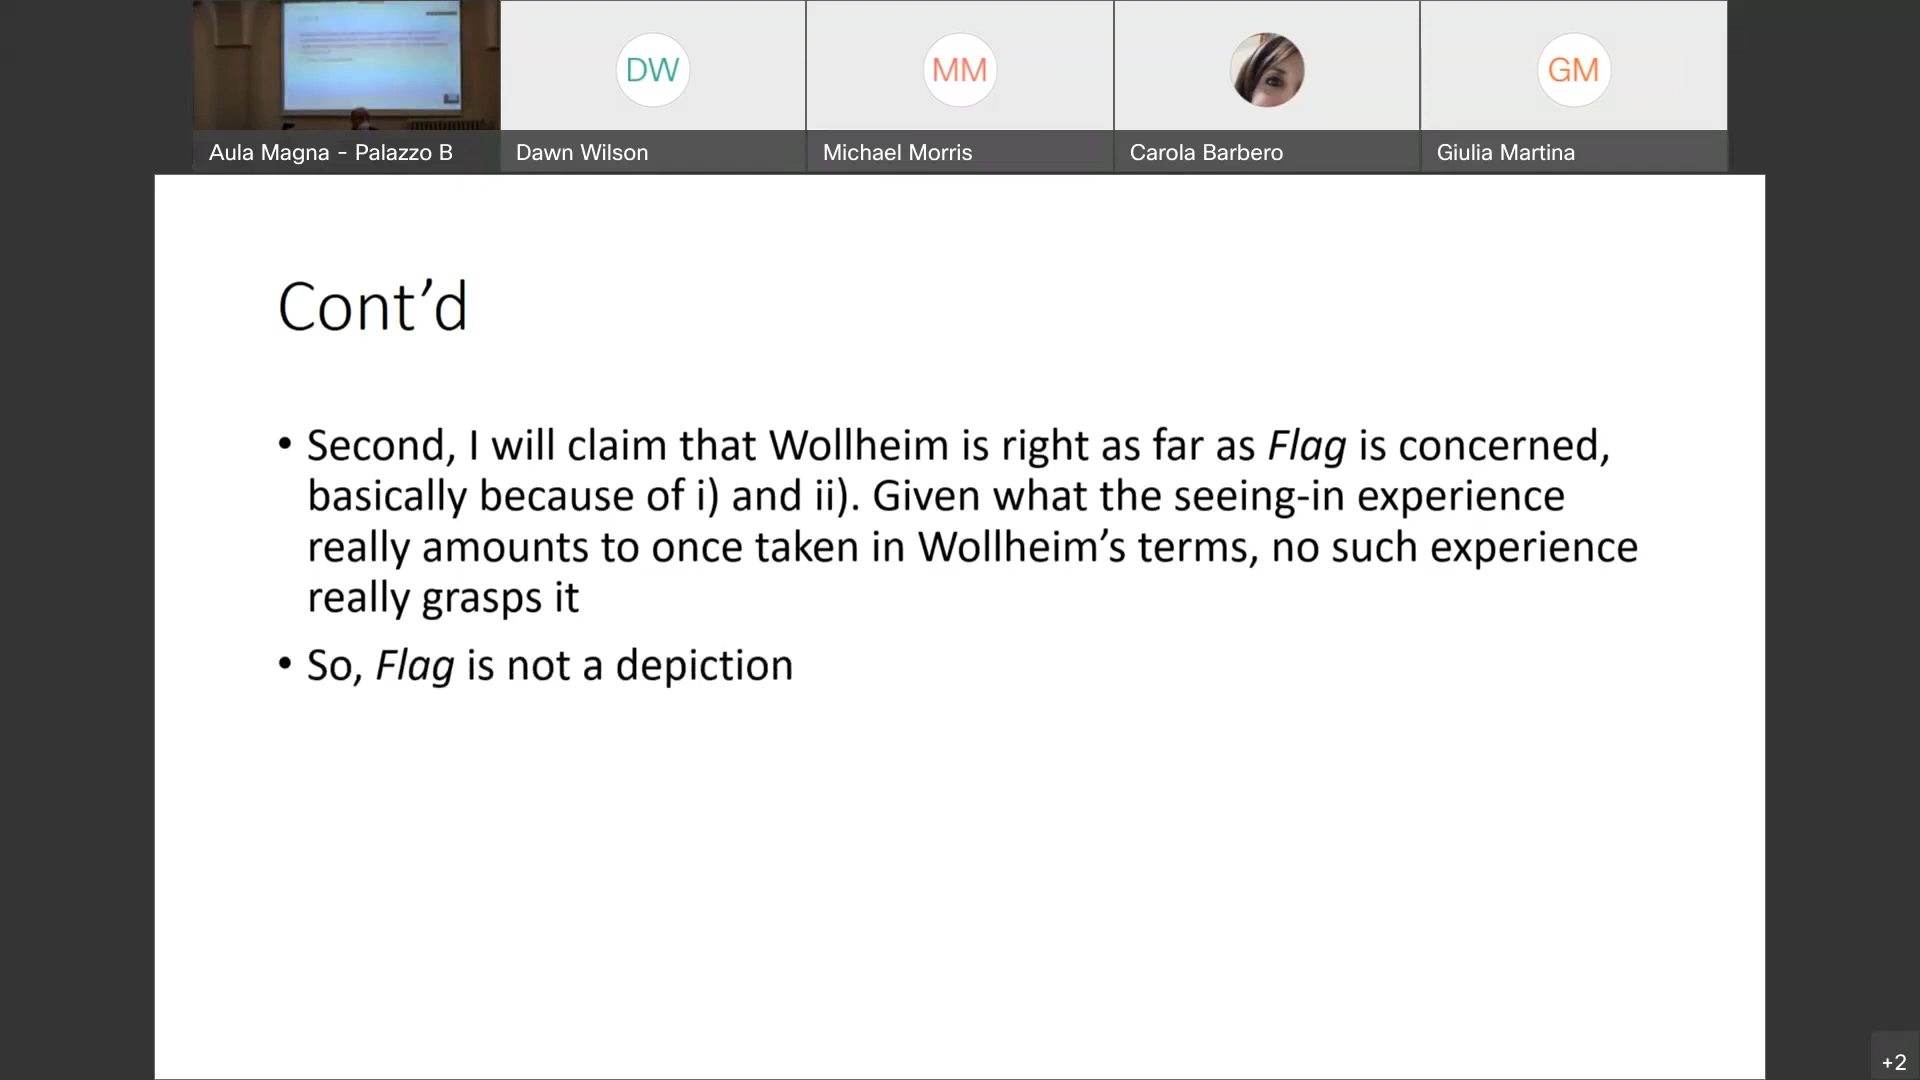 DW
MM
GM
Aula Magna - Palazzo B
Dawn Wilson
Michael Morris
Carola Barbero
Giulia Martina
Cont’d
• Second, I will claim that Wollheim is right as far as Flag is concerned,
basically because of i) and ii). Given what the seeing-in experience
really amounts to once taken in Wollheim’s terms, no such experience
really grasps it
• So, Flag is not a depiction
+2